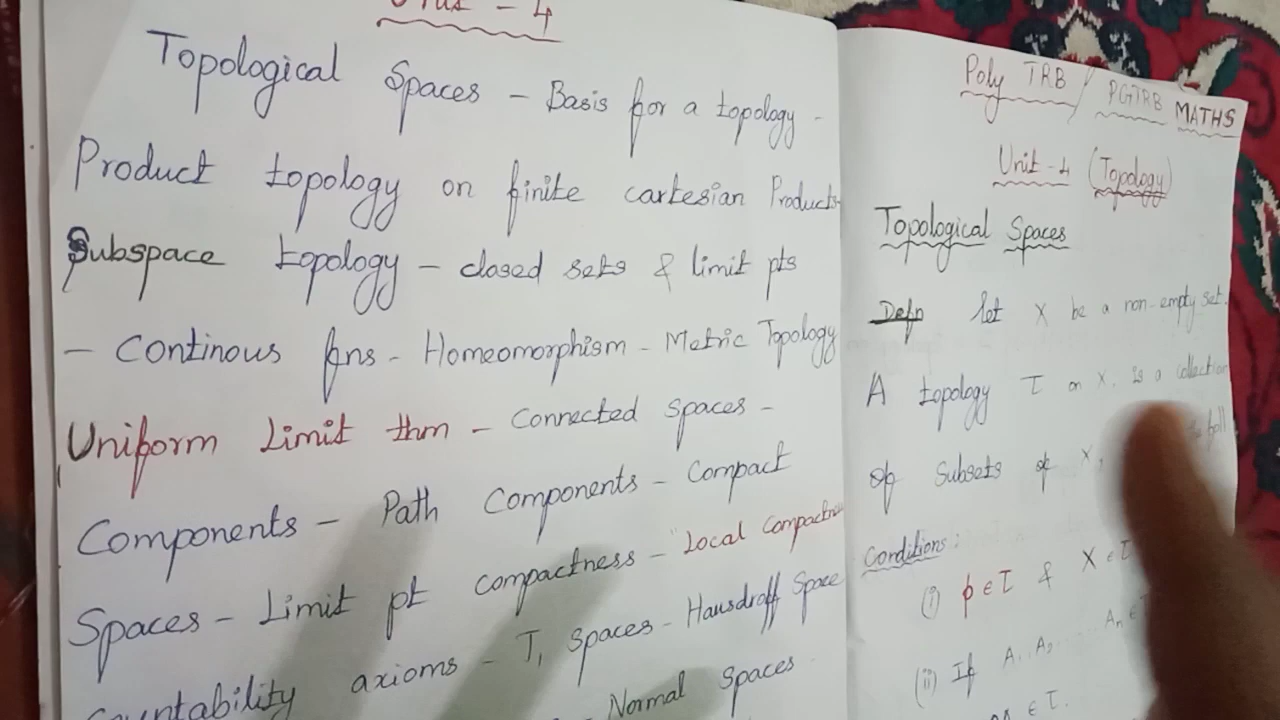 Unit - 4
Topological Spaces - Basis for a topology -
Product topology on finite cartesian Products
Subspace topology - closed sets & limit pts
- Continous fns - Homeomorphism - Metric Topology
Uniform Limit thm - Connected Spaces -
Components - Path Components - Compact
Spaces - Limit pt compactness - Local compactness
Countability axioms - T1 spaces - Hausdroff Space
Normal Spaces
Poly TRB / PGTRB MATHS
Unit - 4 (Topology)
Topological Spaces
Defn let X be a non-empty set.
A topology τ on X. is a collection
of Subsets of X,
Conditions:
(i) ϕ ∈ τ & X ∈ τ
(ii) If A1, A2, ... An ∈ τ
∈ τ.